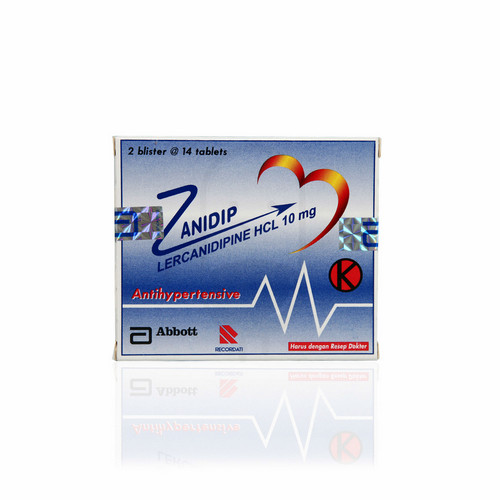 2 blister @ 14 tablets
ZANIDIP
LERCANIDIPINE HCL 10 mg
K
Antihypertensive
a Abbott
R
RECORDATI
Harus dengan Resep Dokter